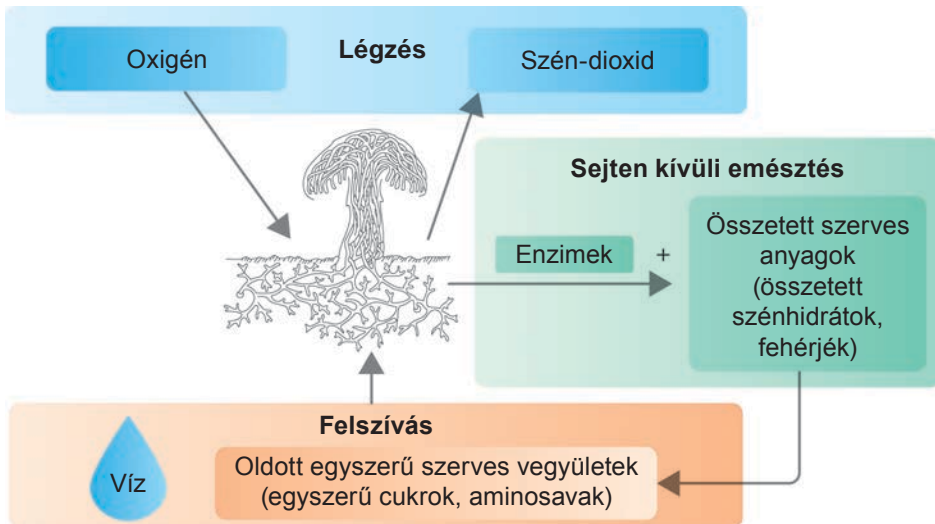 Oxigén
Légzés
Szén-dioxid
Sejten kívüli emésztés
Enzimek
+
Összetett szerves
anyagok
(összetett
szénhidrátok,
fehérjék)
Felszívás
Víz
Oldott egyszerű szerves vegyületek
(egyszerű cukrok, aminosavak)